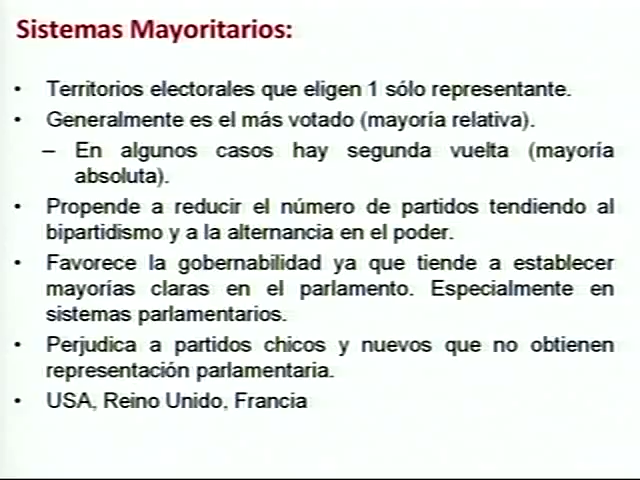 Sistemas Mayoritarios:
• Territorios electorales que eligen 1 sólo representante.
• Generalmente es el más votado (mayoría relativa).
– En algunos casos hay segunda vuelta (mayoría
absoluta).
• Propende a reducir el número de partidos tendiendo al
bipartidismo y a la alternancia en el poder.
• Favorece la gobernabilidad ya que tiende a establecer
mayorías claras en el parlamento. Especialmente en
sistemas parlamentarios.
• Perjudica a partidos chicos y nuevos que no obtienen
representación parlamentaria.
• USA, Reino Unido, Francia